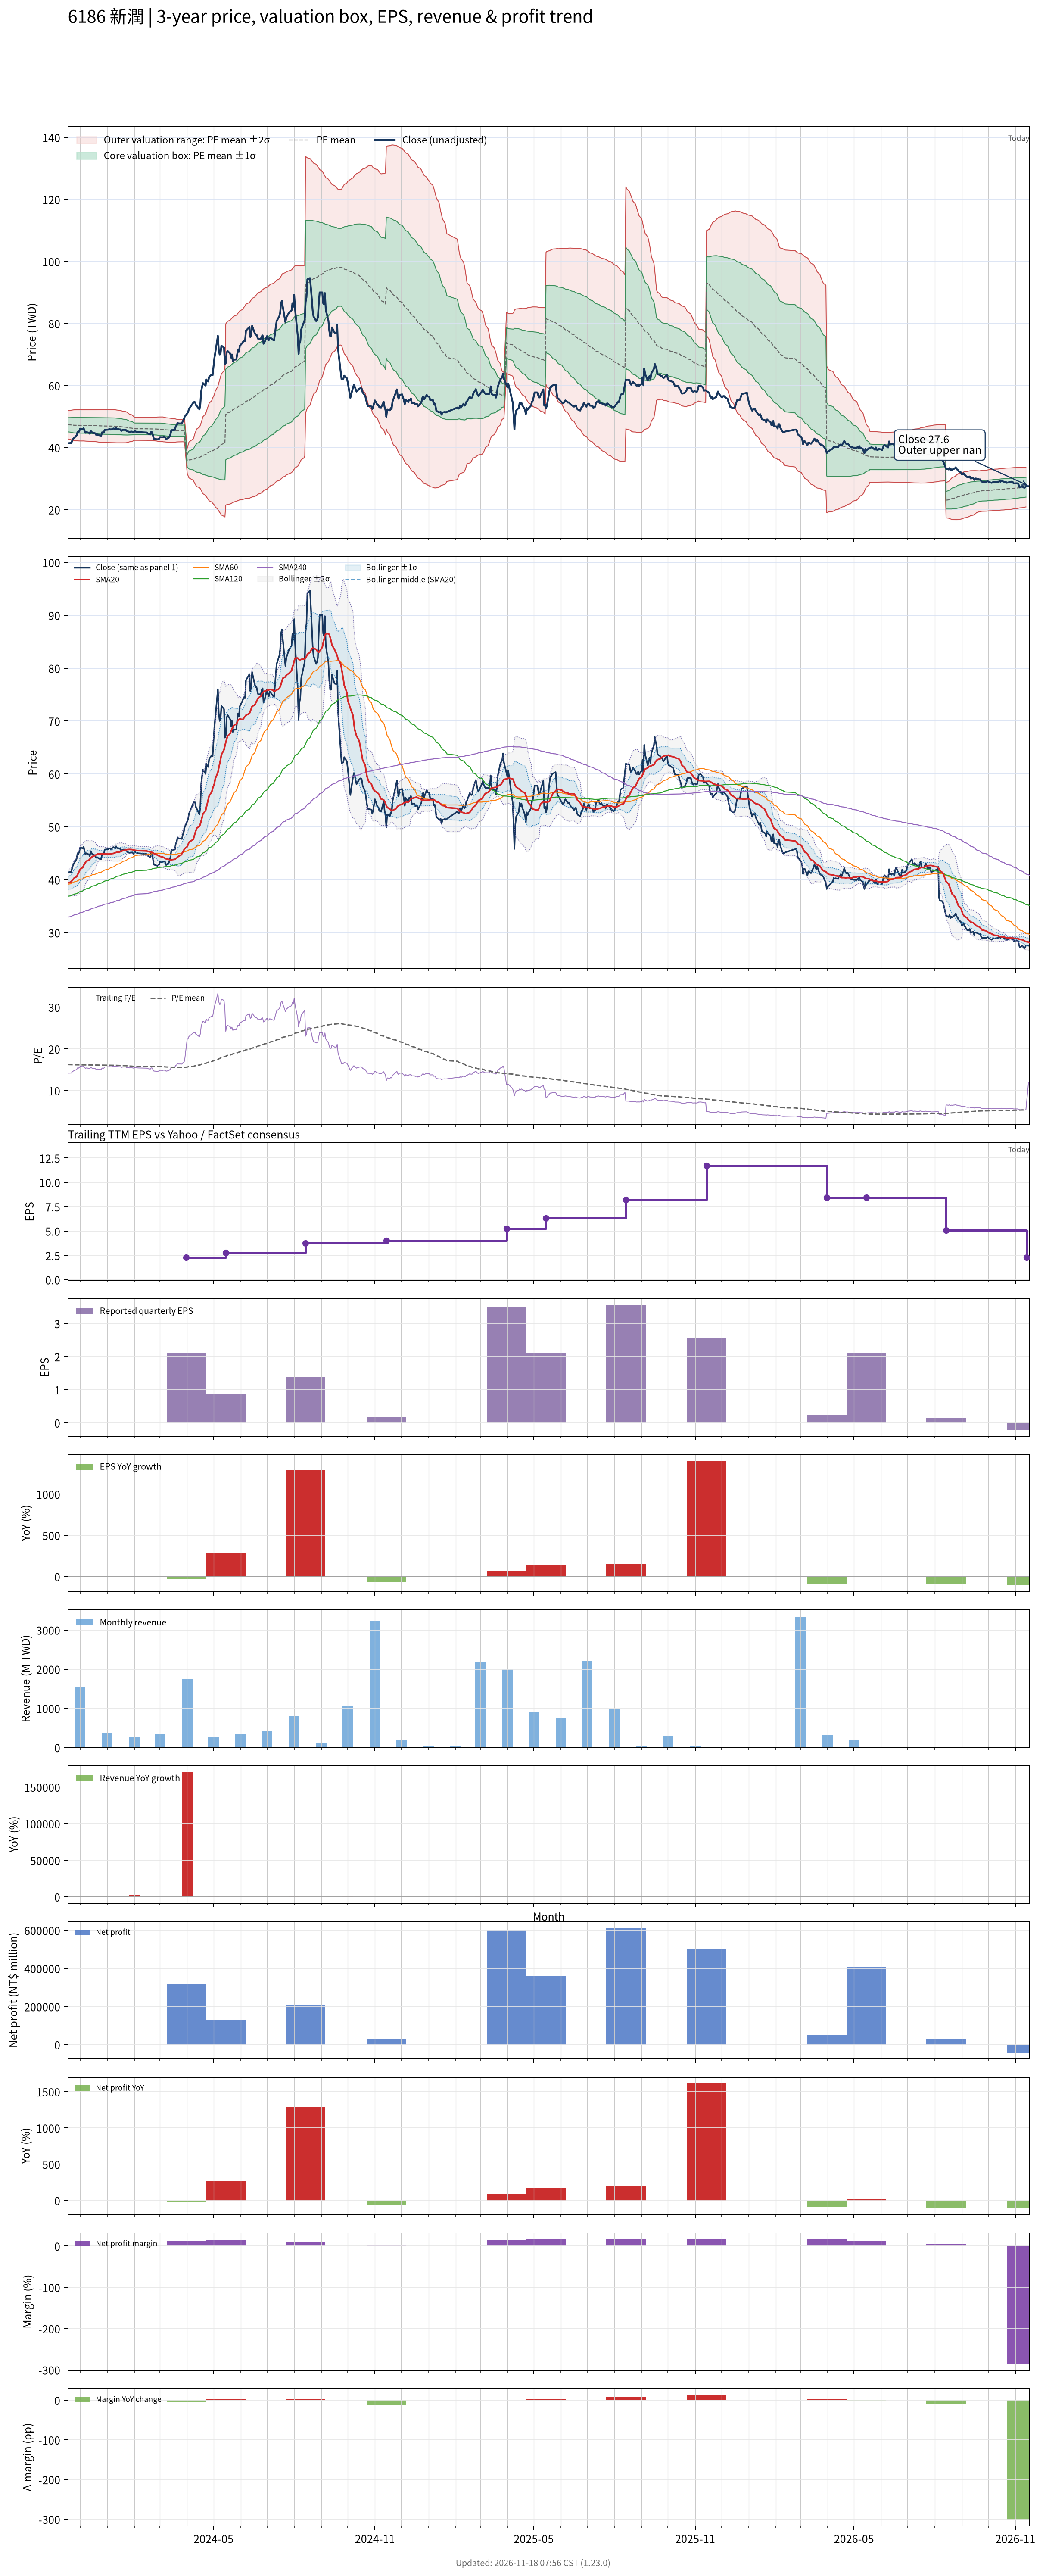 6186 新潤 | 3-year price, valuation box, EPS, revenue & profit trend
Outer valuation range: PE mean ±2σ
Core valuation box: PE mean ±1σ
PE mean
Close (unadjusted)
Today
140
120
100
80
60
40
20
Price (TWD)
Close 27.6
Outer upper nan
Close (same as panel 1)
SMA20
SMA60
SMA120
SMA240
Bollinger ±2σ
Bollinger ±1σ
Bollinger middle (SMA20)
100
90
80
70
60
50
40
30
Price
Trailing P/E
P/E mean
30
20
10
P/E
Trailing TTM EPS vs Yahoo / FactSet consensus
Today
12.5
10.0
7.5
5.0
2.5
0.0
EPS
Reported quarterly EPS
3
2
1
0
EPS
EPS YoY growth
1000
500
0
YoY (%)
Monthly revenue
3000
2000
1000
0
Revenue (M TWD)
Revenue YoY growth
150000
100000
50000
0
YoY (%)
Month
Net profit
600000
400000
200000
0
Net profit (NT$ million)
Net profit YoY
1500
1000
500
0
YoY (%)
Net profit margin
0
-100
-200
-300
Margin (%)
Margin YoY change
0
-100
-200
-300
Δ margin (pp)
2024-05
2024-11
2025-05
2025-11
2026-05
2026-11
Updated: 2026-11-18 07:56 CST (1.23.0)